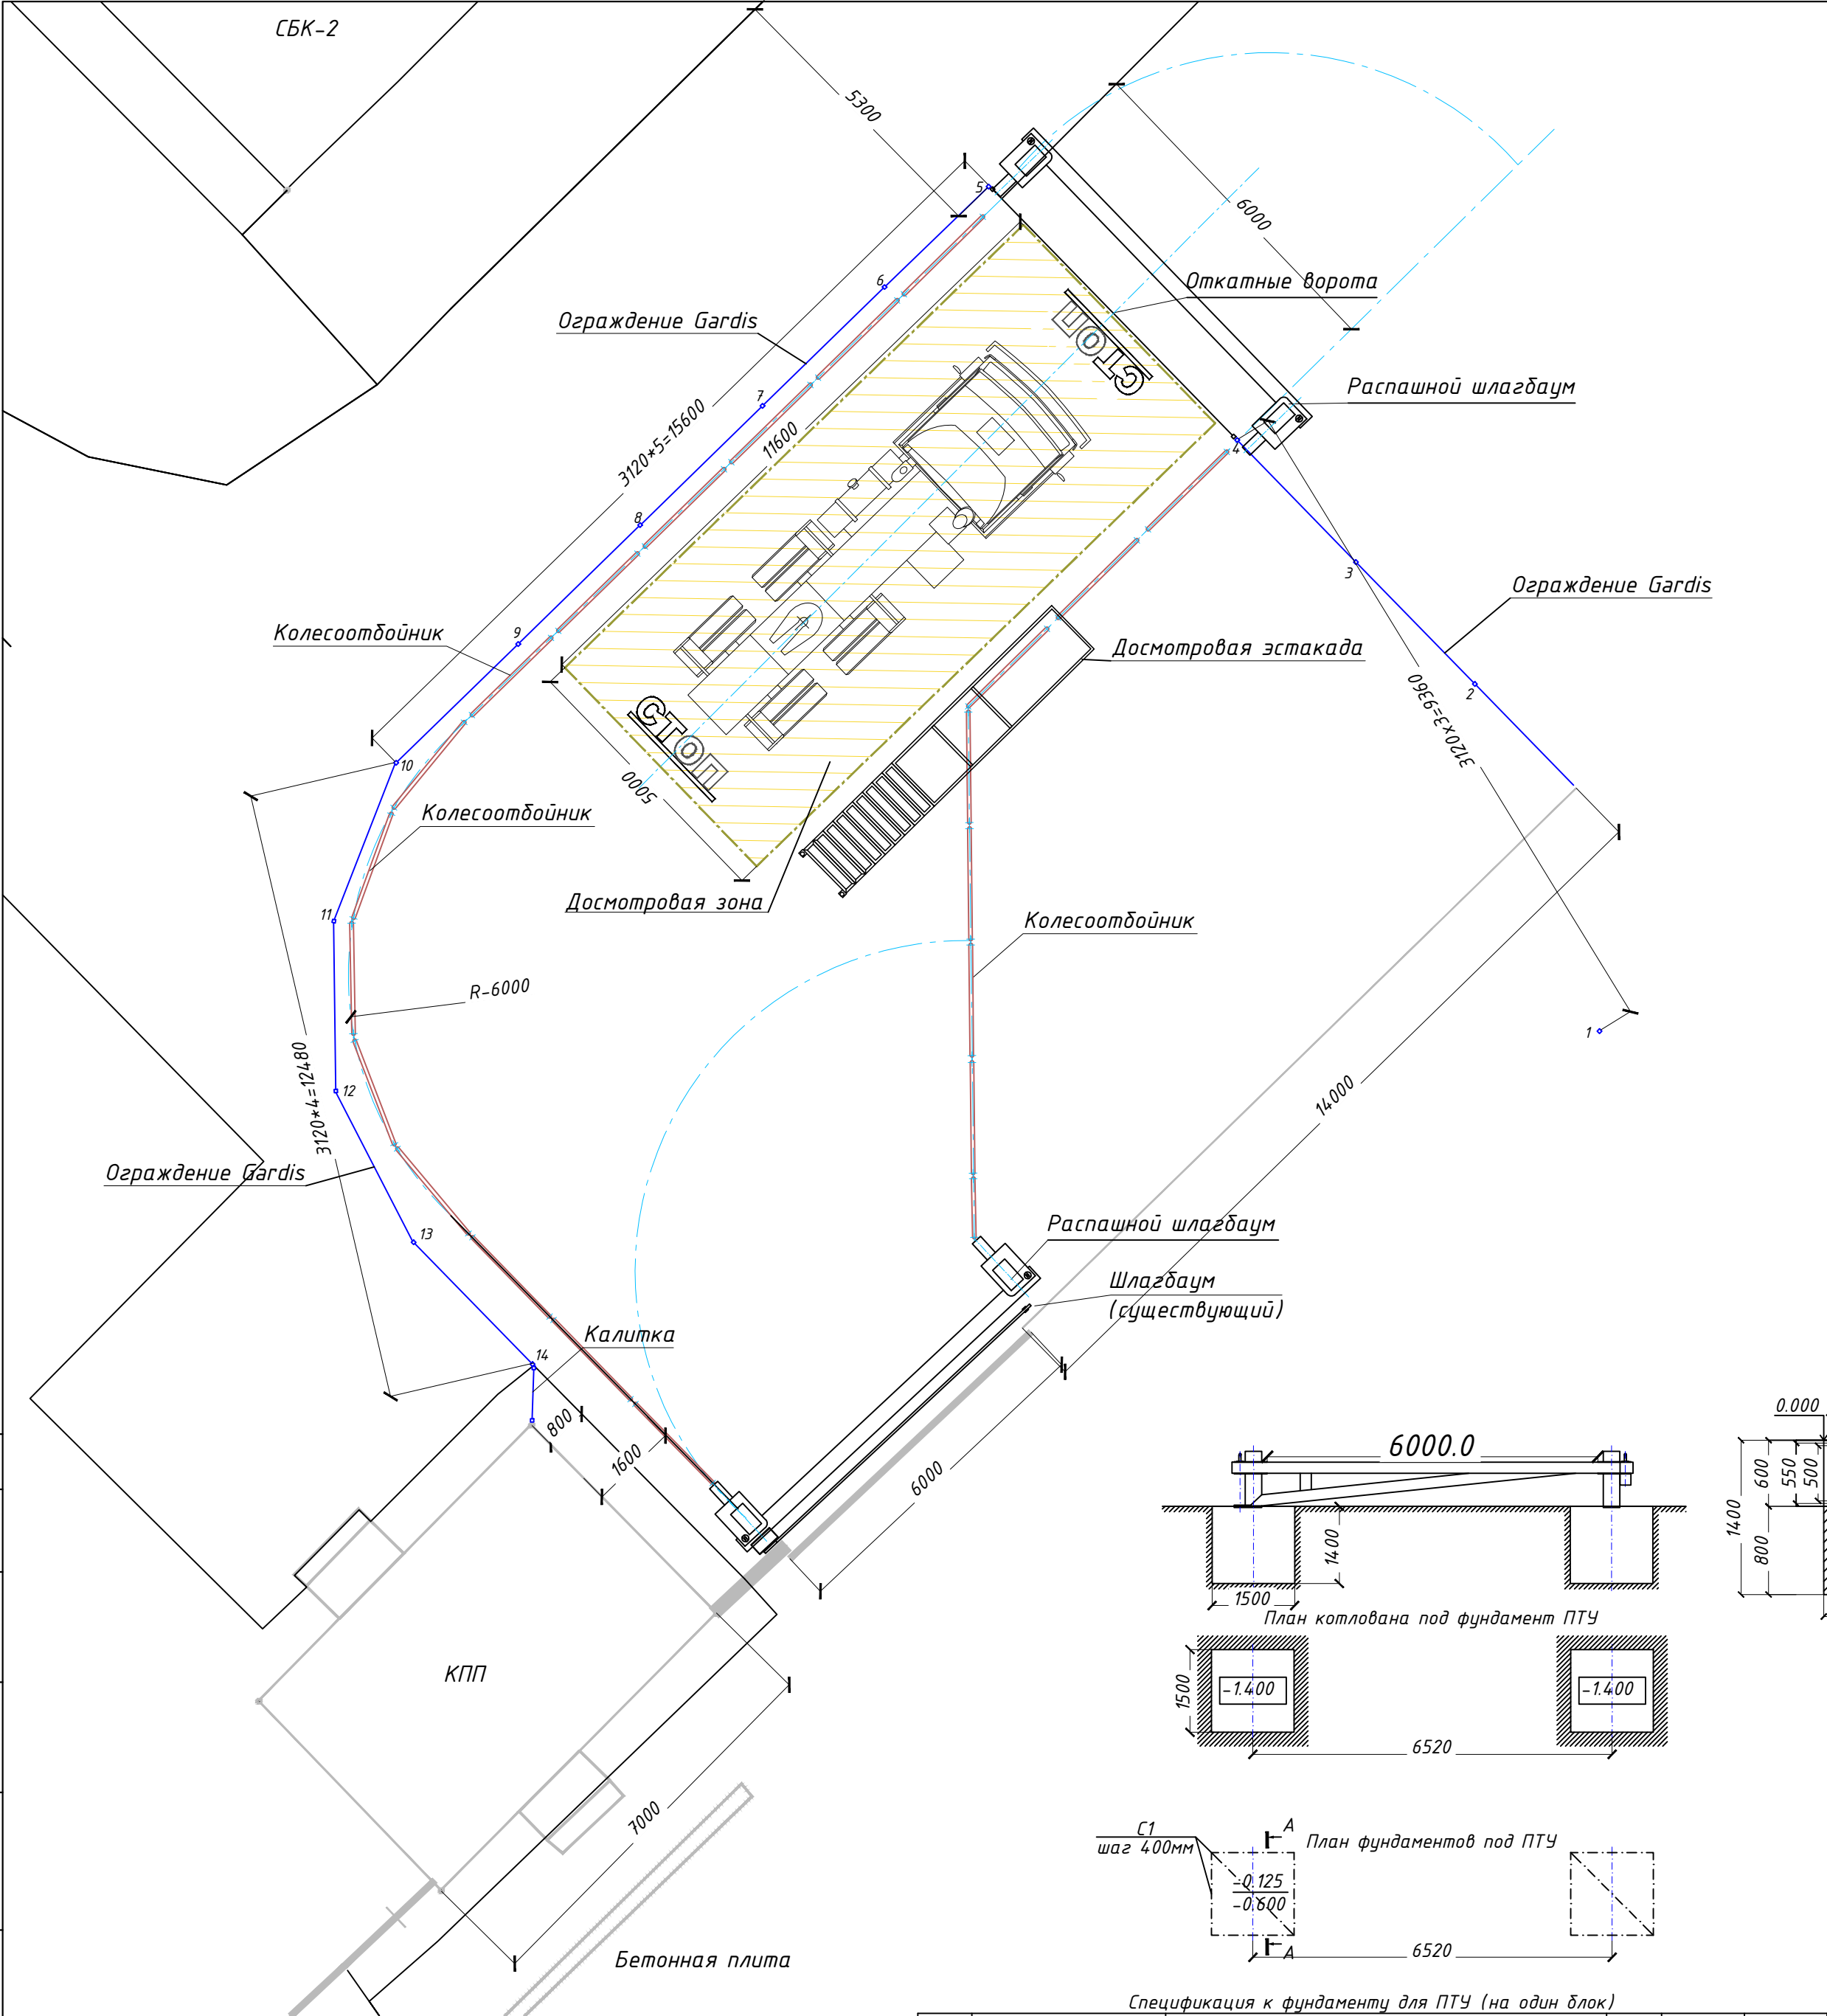 СБК-2
5300
6000
5
6
Откатные ворота
Ограждение Gardis
СТОП
7
Распашной шлагбаум
3120*5=15600
11600
4
8
3
Ограждение Gardis
9
Колесоотбойник
Досмотровая эстакада
2
3120x3=9360
СТОП
10
5000
Колесоотбойник
Досмотровая зона
11
Колесоотбойник
R-6000
1
3120*4=12480
12
14000
Ограждение Gardis
13
Распашной шлагбаум
Шлагбаум
(существующий)
Калитка
14
800
1600
6000
КПП
7000
Бетонная плита
6000.0
1400
1500
0.000
600
550
500
1400
800
План котлована под фундамент ПТУ
1500
-1.400
-1.400
6520
С1
шаг 400мм
А
План фундаментов под ПТУ
-0.125
-0.600
А
6520
Спецификация к фундаменту для ПТУ (на один блок)